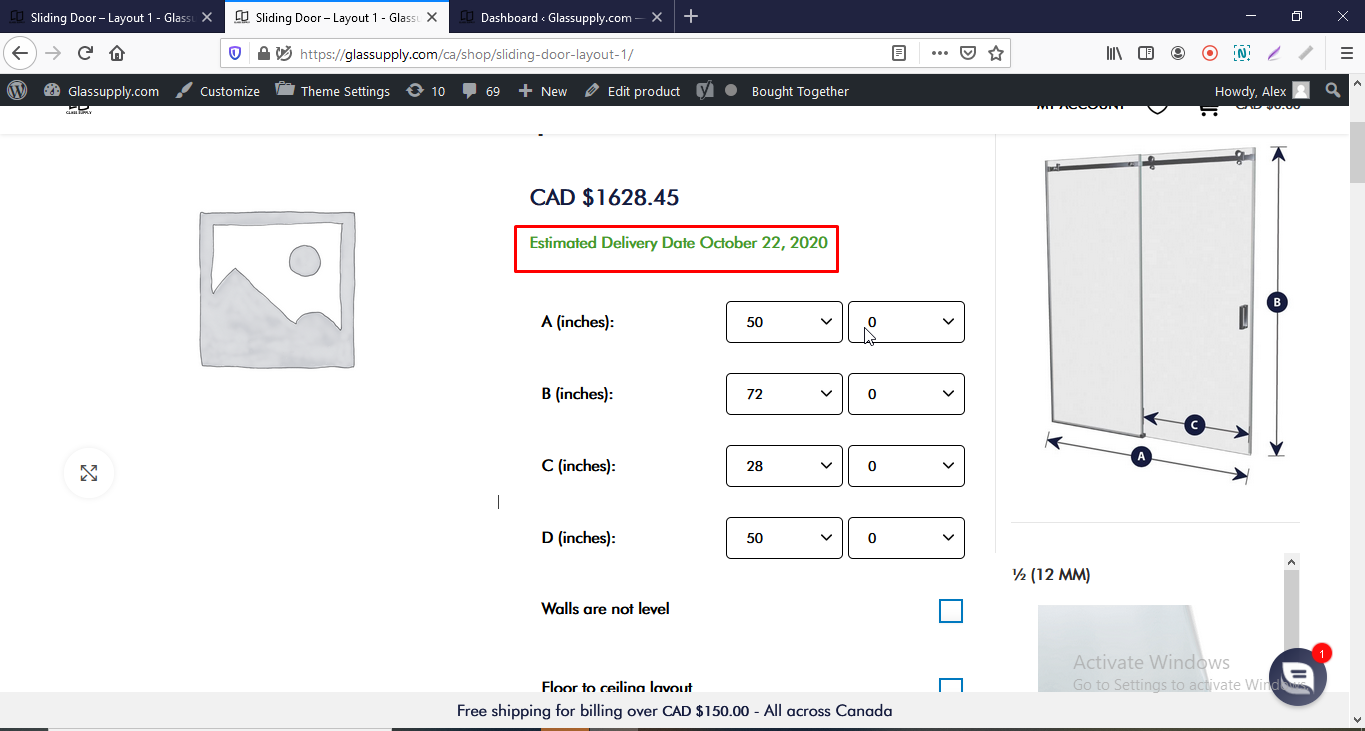 Sliding Door – Layout 1 - Glass
Sliding Door – Layout 1 - Glass
Dashboard ‹ Glassupply.com —
https://glassupply.com/ca/shop/sliding-door-layout-1/
Glassupply.com
Customize
Theme Settings
10
69
New
Edit product
Bought Together
Howdy, Alex
GLASS SUPPLY
MY ACCOUNT
CAD $0.00
CAD $1628.45
Estimated Delivery Date October 22, 2020
A (inches):
50
0
B (inches):
72
0
C (inches):
28
0
D (inches):
50
0
Walls are not level
Floor to ceiling layout
B
C
A
½ (12 MM)
Activate Windows
Go to Settings to activate Windows.
1
Free shipping for billing over CAD $150.00 - All across Canada